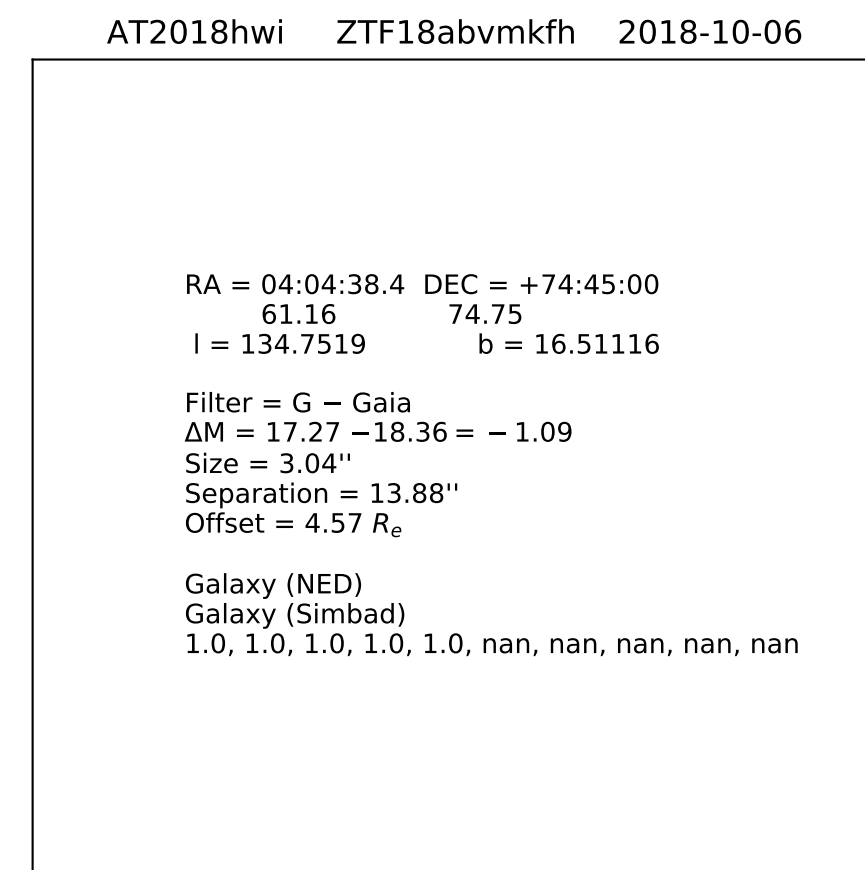 AT2018hwi ZTF18abvmkfh 2018-10-06
RA = 04:04:38.4 DEC = +74:45:00
61.16 74.75
l = 134.7519 b = 16.51116
Filter = G − Gaia
ΔM = 17.27 −18.36 = − 1.09
Size = 3.04''
Separation = 13.88''
Offset = 4.57 Re
Galaxy (NED)
Galaxy (Simbad)
1.0, 1.0, 1.0, 1.0, 1.0, nan, nan, nan, nan, nan